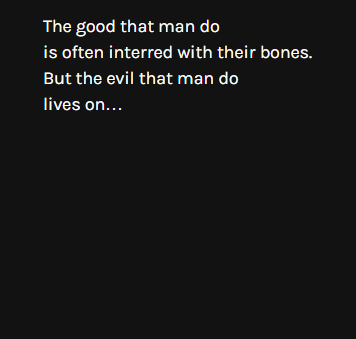 The good that man do
is often interred with their bones.
But the evil that man do
lives on…